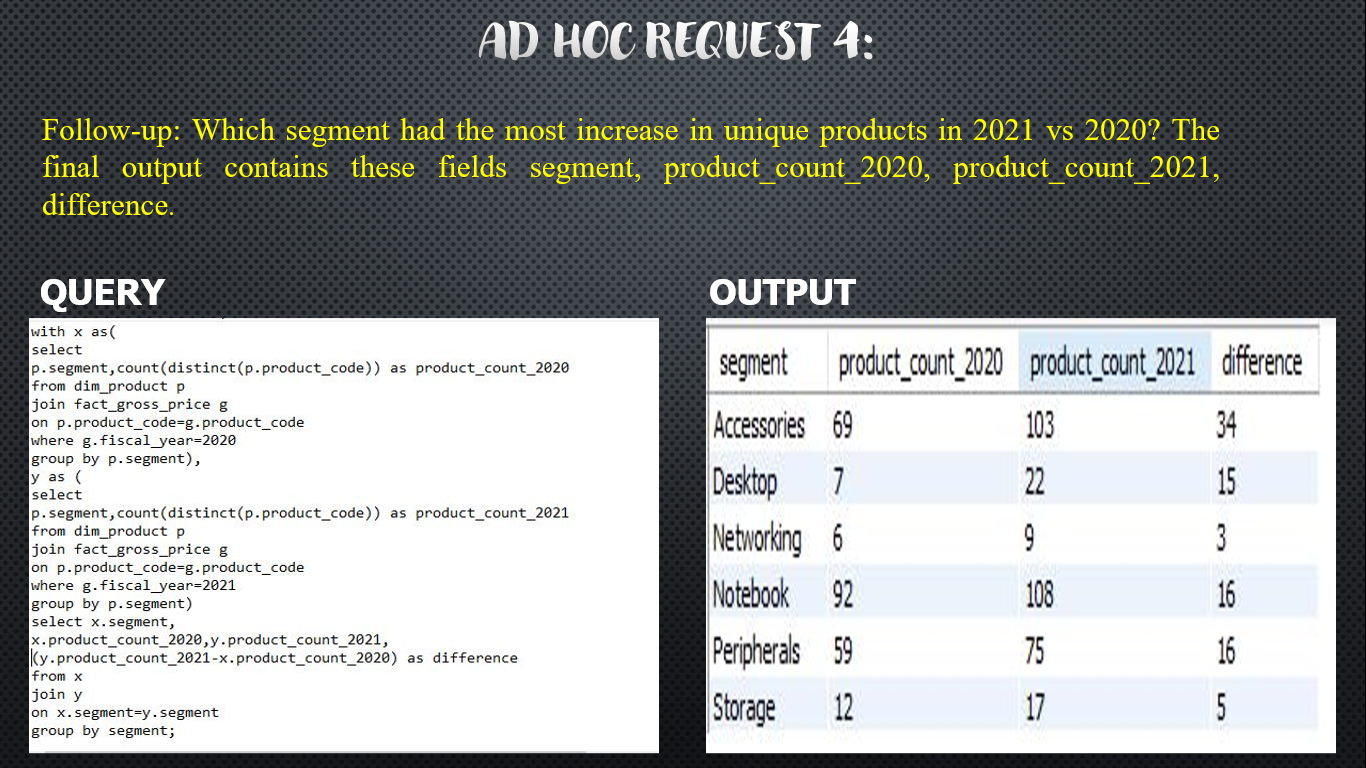 AD HOC REQUEST 4:
Follow-up: Which segment had the most increase in unique products in 2021 vs 2020? The
final output contains these fields segment, product_count_2020, product_count_2021,
difference.
QUERY
with x as(
select
p.segment,count(distinct(p.product_code)) as product_count_2020
from dim_product p
join fact_gross_price g
on p.product_code=g.product_code
where g.fiscal_year=2020
group by p.segment),
y as (
select
p.segment,count(distinct(p.product_code)) as product_count_2021
from dim_product p
join fact_gross_price g
on p.product_code=g.product_code
where g.fiscal_year=2021
group by p.segment)
select x.segment,
x.product_count_2020,y.product_count_2021,
(y.product_count_2021-x.product_count_2020) as difference
from x
join y
on x.segment=y.segment
group by segment;
OUTPUT
segment product_count_2020 product_count_2021 difference
Accessories 69 103 34
Desktop 7 22 15
Networking 6 9 3
Notebook 92 108 16
Peripherals 59 75 16
Storage 12 17 5